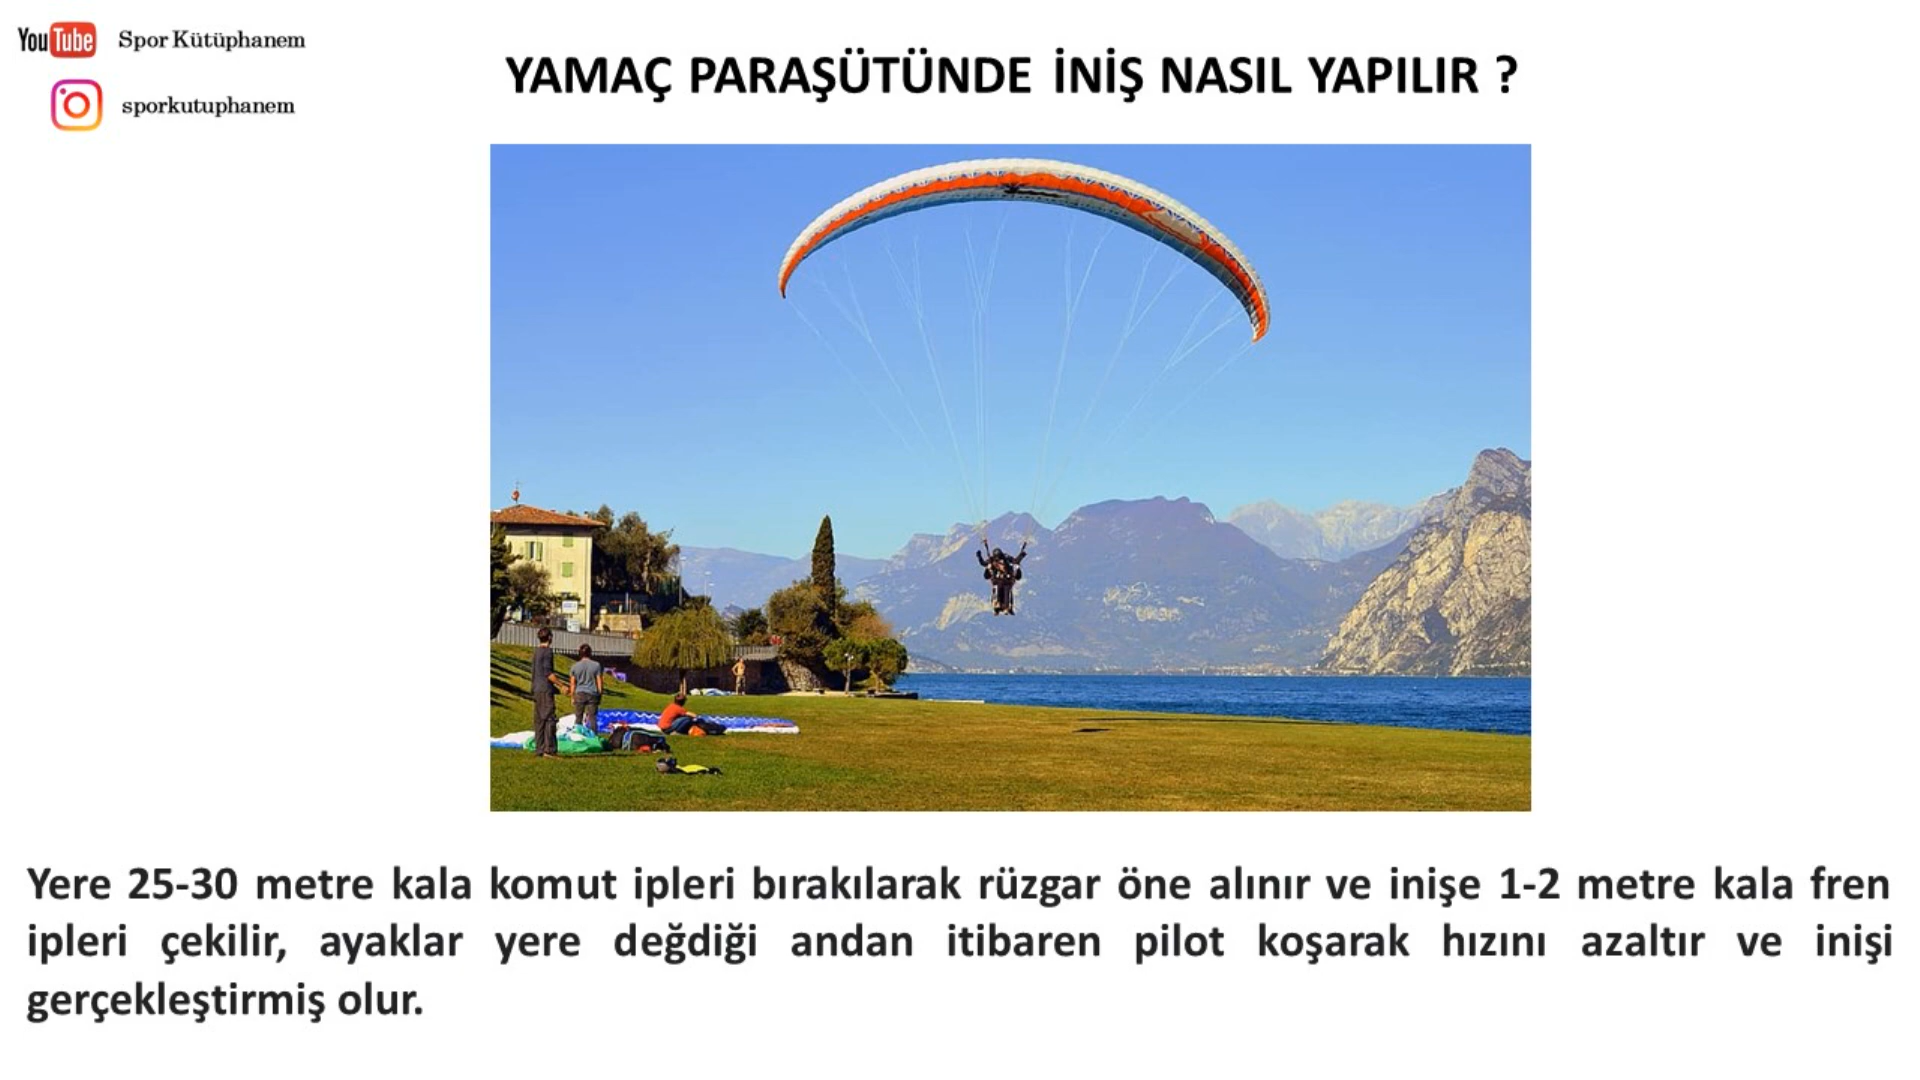 YouTube Spor Kütüphanem
sporkutuphanem
YAMAÇ PARAŞÜTÜNDE İNİŞ NASIL YAPILIR ?
Yere 25-30 metre kala komut ipleri bırakılarak rüzgar öne alınır ve inişe 1-2 metre kala fren
ipleri çekilir, ayaklar yere değdiği andan itibaren pilot koşarak hızını azaltır ve inişi
gerçekleştirmiş olur.